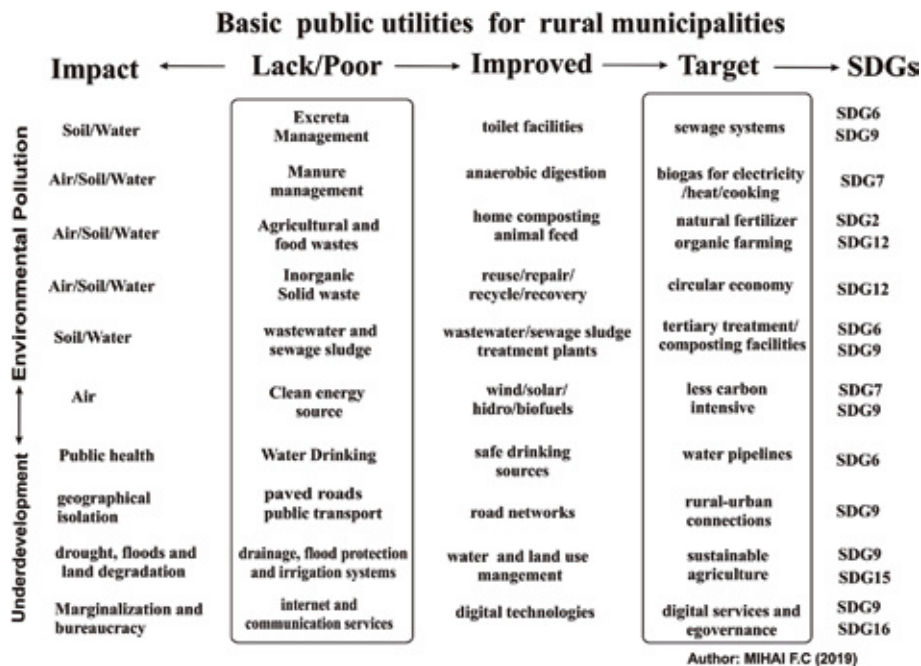 Basic public utilities for rural municipalities
Impact Lack/Poor Improved Target SDGs
Environmental Pollution
Underdevelopment
Soil/Water
Excreta
Management
toilet facilities
sewage systems
SDG6
SDG9
Air/Soil/Water
Manure
management
anaerobic digestion
biogas for electricity
/heat/cooking
SDG7
Air/Soil/Water
Agricultural and
food wastes
home composting
animal feed
natural fertilizer
organic farming
SDG2
SDG12
Air/Soil/Water
Inorganic
Solid waste
reuse/repair/
recycle/recovery
circular economy
SDG12
Soil/Water
wastewater and
sewage sludge
wastewater/sewage sludge
treatment plants
tertiary treatment/
composting facilities
SDG6
SDG9
Air
Clean energy
source
wind/solar/
hidro/biofuels
less carbon
intensive
SDG7
SDG9
Public health
Water Drinking
safe drinking
sources
water pipelines
SDG6
geographical
isolation
paved roads
public transport
road networks
rural-urban
connections
SDG9
drought, floods and
land degradation
drainage, flood protection
and irrigation systems
water and land use
mangement
sustainable
agriculture
SDG9
SDG15
Marginalization and
bureaucracy
internet and
communication services
digital technologies
digital services and
egovernance
SDG9
SDG16
Author: MIHAI F.C (2019)